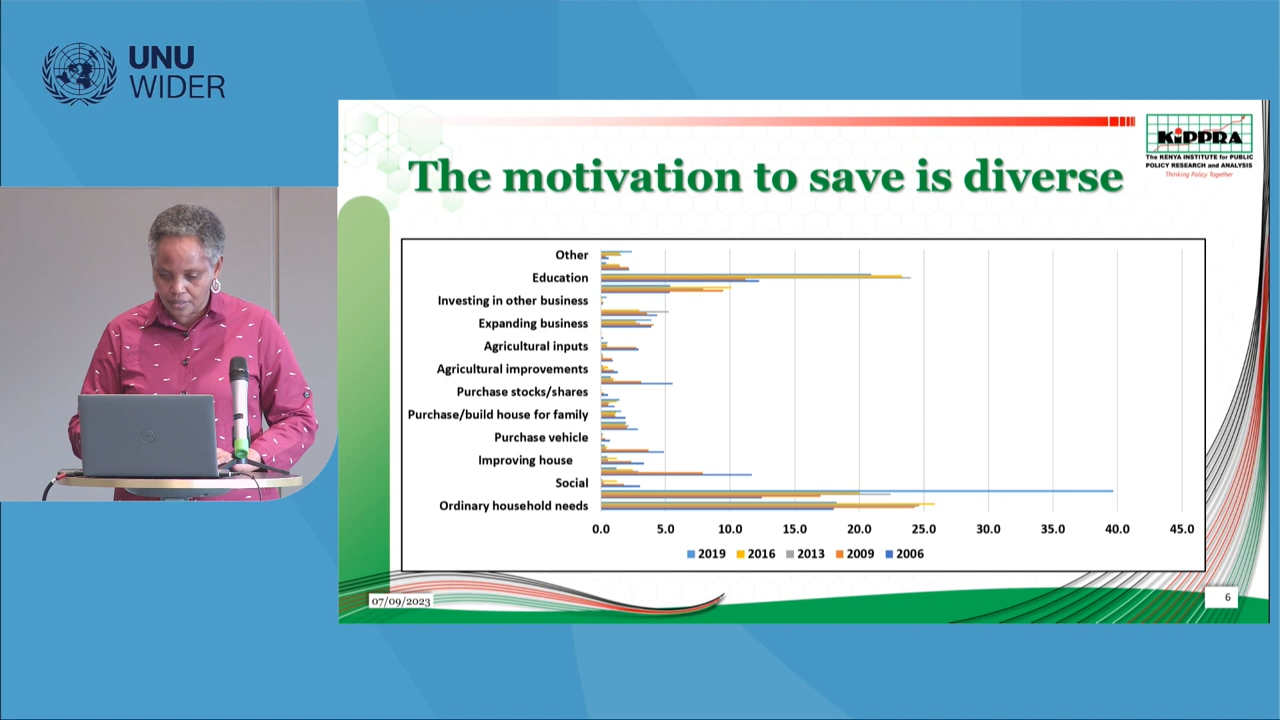 UNU
WIDER
KIPPRA
The KENYA INSTITUTE for PUBLIC
POLICY RESEARCH and ANALYSIS
Thinking Policy Together
The motivation to save is diverse
Other
Education
Investing in other business
Expanding business
Agricultural inputs
Agricultural improvements
Purchase stocks/shares
Purchase/build house for family
Purchase vehicle
Improving house
Social
Ordinary household needs
0.0 5.0 10.0 15.0 20.0 25.0 30.0 35.0 40.0 45.0
2019 2016 2013 2009 2006
07/09/2023
6